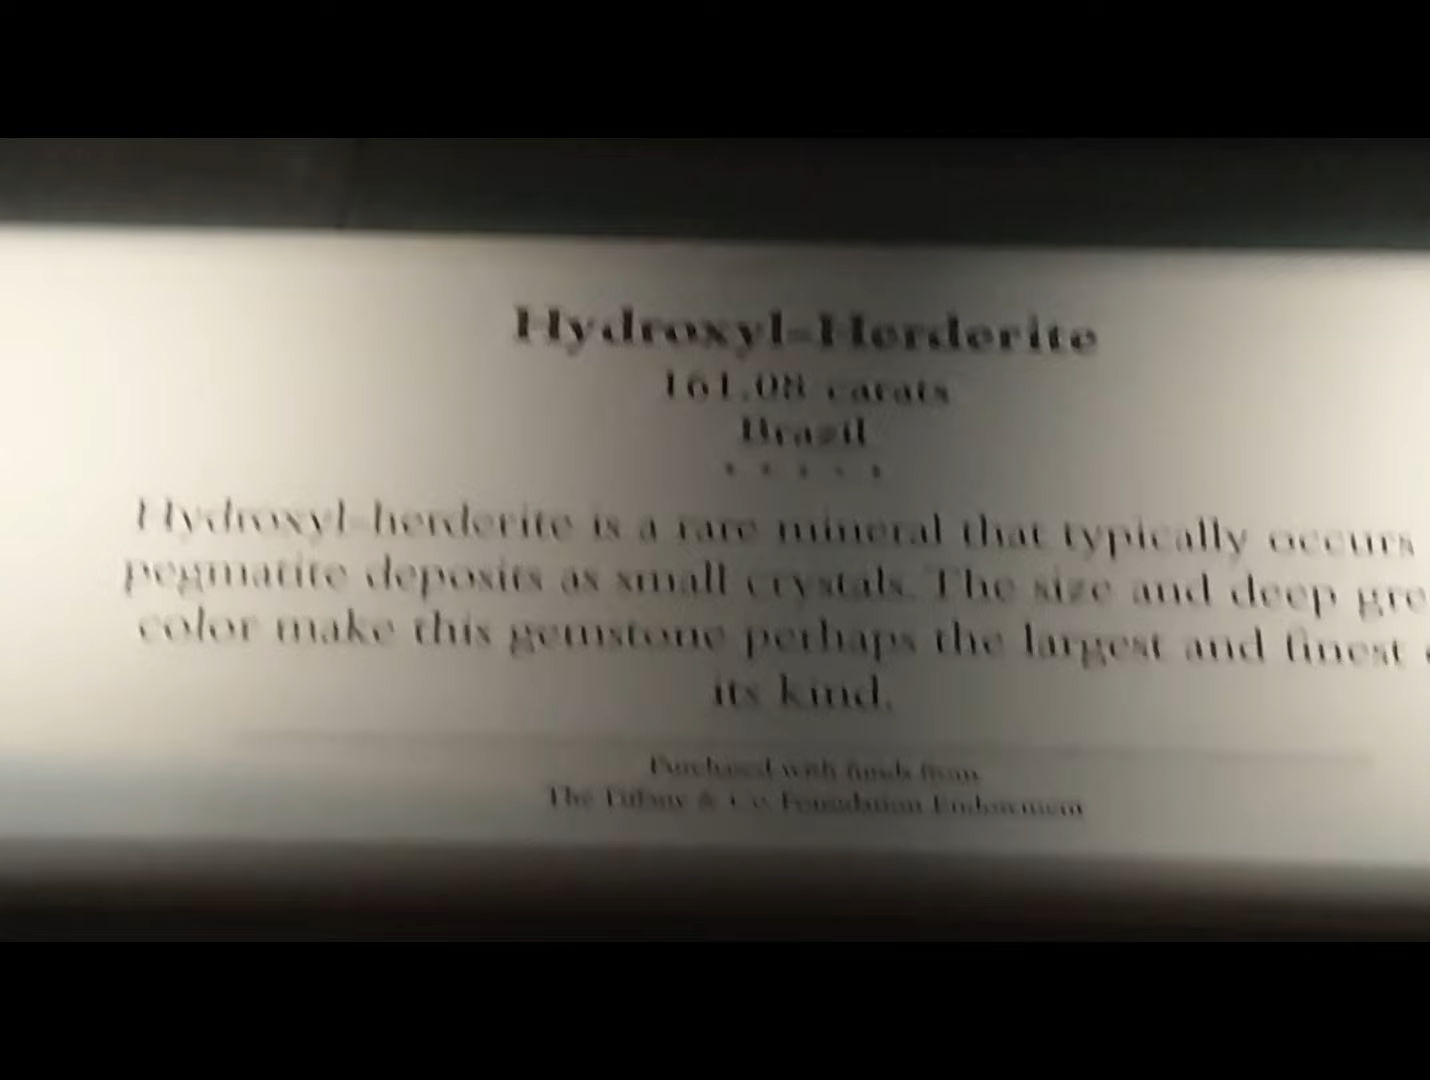 Hydroxyl-Herderite
161.08 carats
Brazil
Hydroxyl-herderite is a rare mineral that typically occurs
pegmatite deposits as small crystals. The size and deep gre
color make this gemstone perhaps the largest and finest
its kind.
Purchased with funds from
The Tiffany & Co. Foundation Endowment